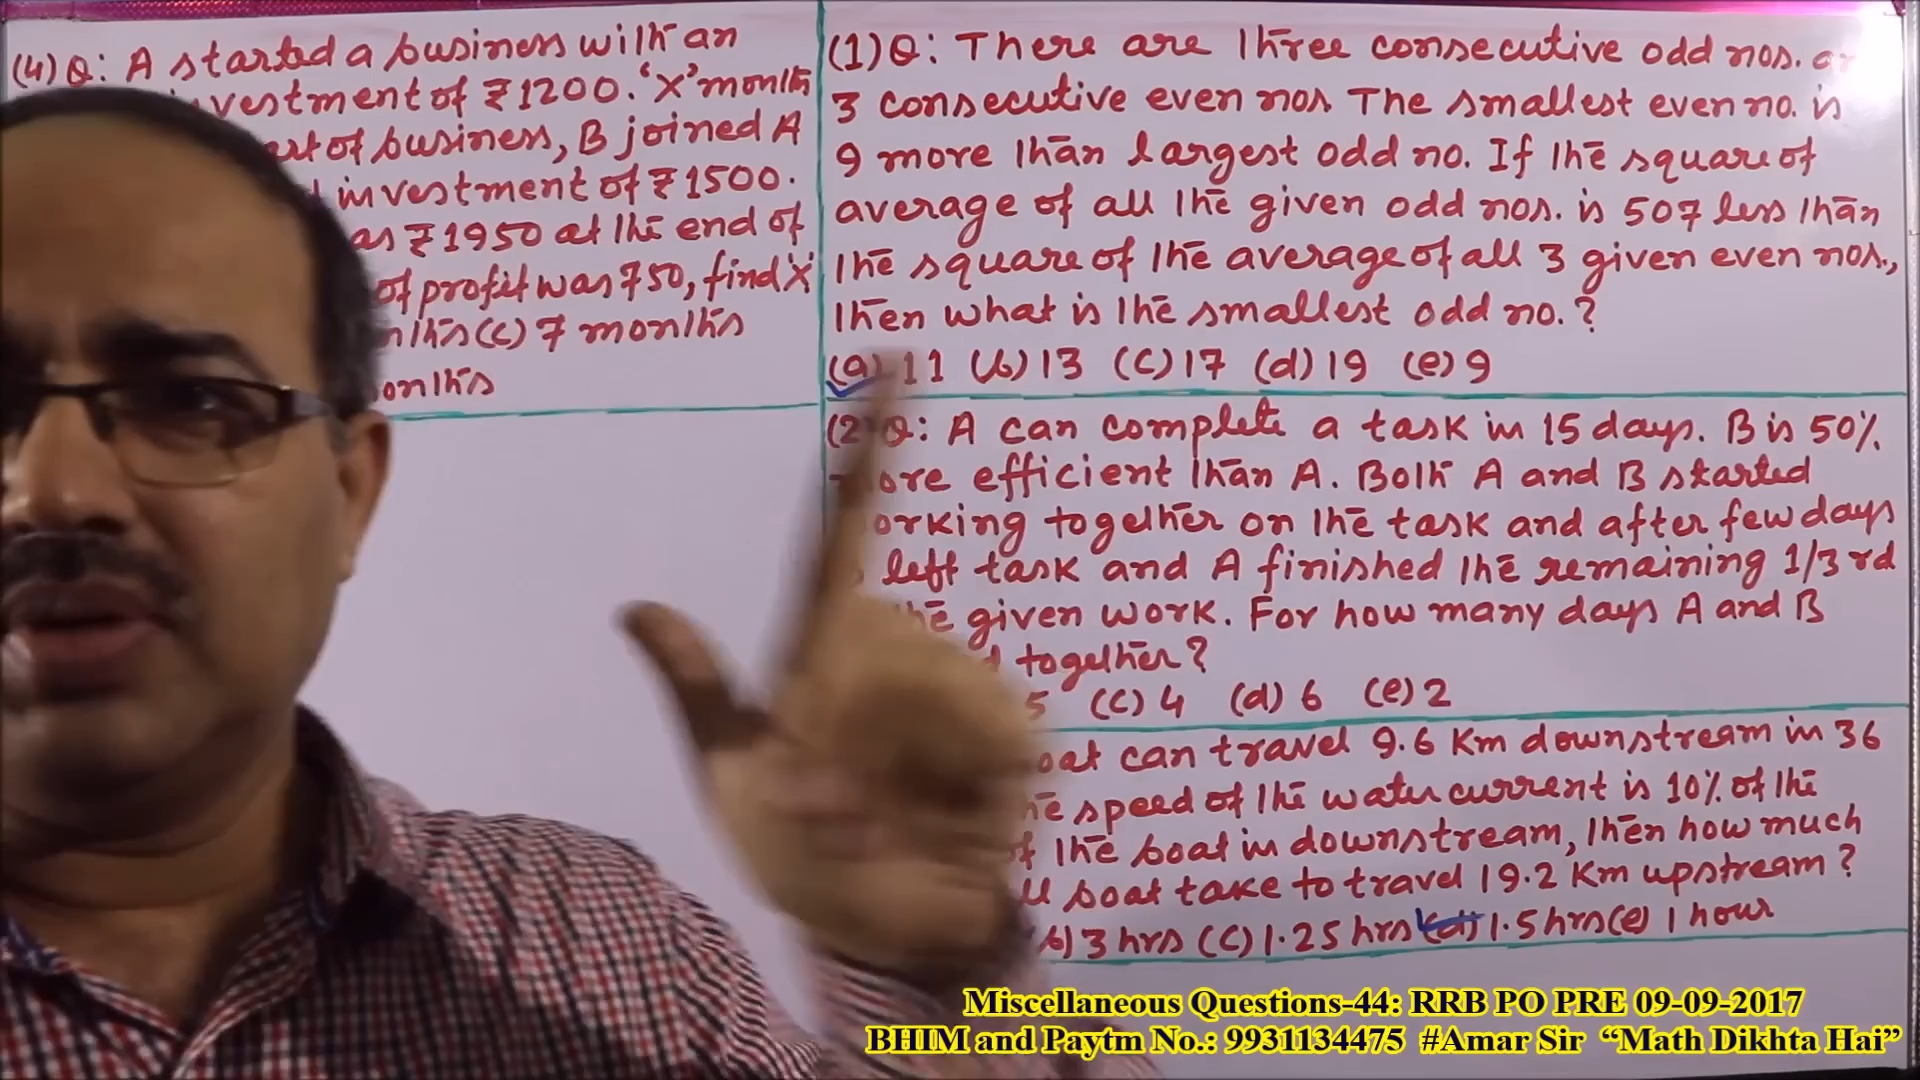 (4) Q: A started a business with an
vestment of ₹1200. 'X' month
of business, B joined A
investment of ₹1500.
as ₹1950 at the end of
of profit was 750, find 'X'
(c) 7 months
(1) Q: There are three consecutive odd nos.
3 consecutive even nos. The smallest even no. is
9 more than largest odd no. If the square of
average of all the given odd nos. is 507 less than
the square of the average of all 3 given even nos.,
then what is the smallest odd no.?
(a) 11 (b) 13 (c) 17 (d) 19 (e) 9
(2) Q: A can complete a task in 15 days. B is 50%
efficient than A. Both A and B started
together on the task and after few days
left task and A finished the remaining 1/3 rd
given work. For how many days A and B
together?
5 (c) 4 (d) 6 (e) 2
can travel 9.6 Km downstream in 36
speed of the water current is 10% of the
the boat in downstream, then how much
boat take to travel 19.2 Km upstream?
(b) 3 hrs (c) 1.25 hrs (d) 1.5 hrs (e) 1 hour
Miscellaneous Questions-44: RRB PO PRE 09-09-2017
BHIM and Paytm No.: 9931134475 #Amar Sir “Math Dikhta Hai”